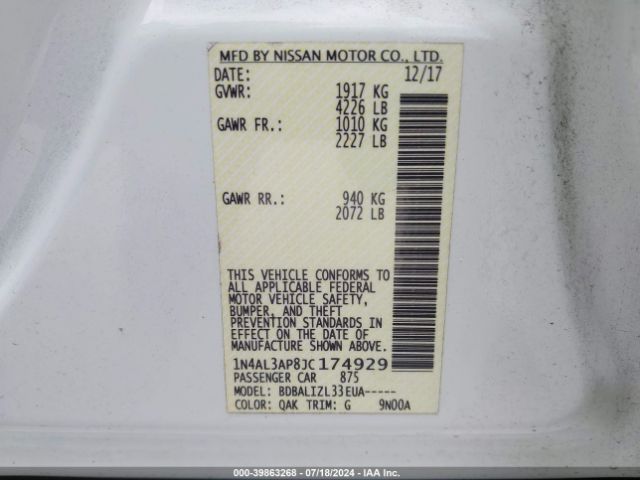 MFD BY NISSAN MOTOR CO., LTD.
DATE: 12/17
GVWR: 1917 KG
4226 LB
GAWR FR.: 1010 KG
2227 LB
GAWR RR.: 940 KG
2072 LB
THIS VEHICLE CONFORMS TO
ALL APPLICABLE FEDERAL
MOTOR VEHICLE SAFETY,
BUMPER, AND THEFT
PREVENTION STANDARDS IN
EFFECT ON THE DATE OF
MANUFACTURE SHOWN ABOVE.
1N4AL3AP8JC174929
PASSENGER CAR 875
MODEL: BDBALIZL33EUA-----
COLOR: QAK TRIM: G 9N00A
000-39863268 - 07/18/2024 - IAA Inc.